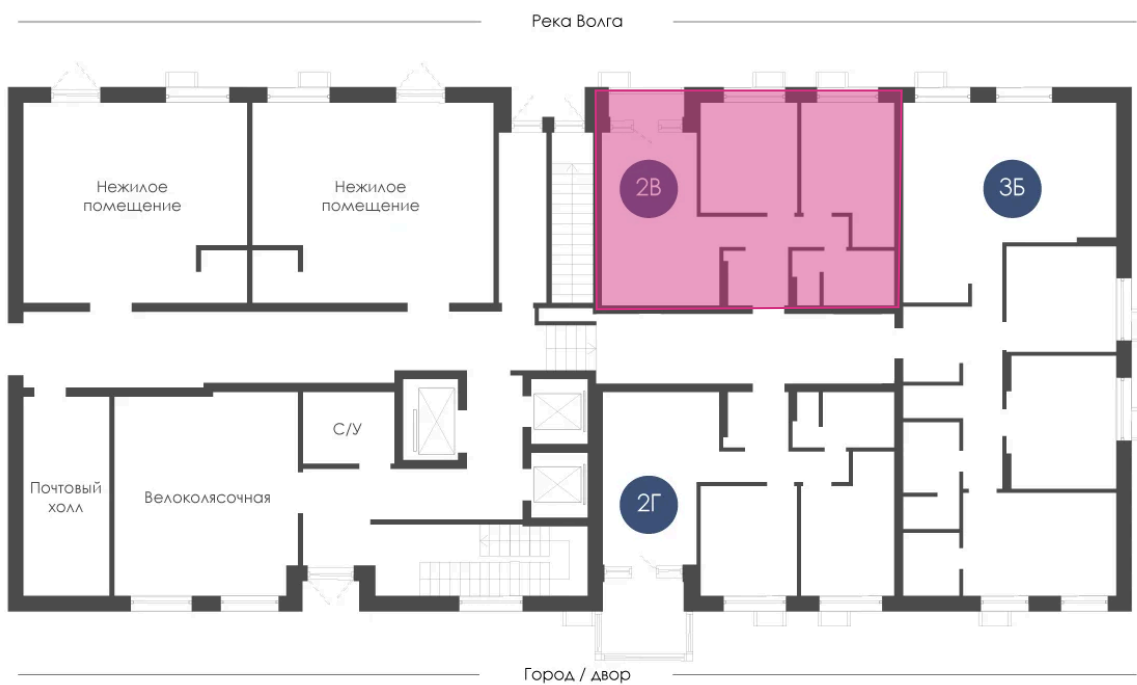 Река Волга
Нежилое
помещение
Нежилое
помещение
2В
3Б
С/У
Почтовый
холл
Велоколясочная
2Г
Город / двор